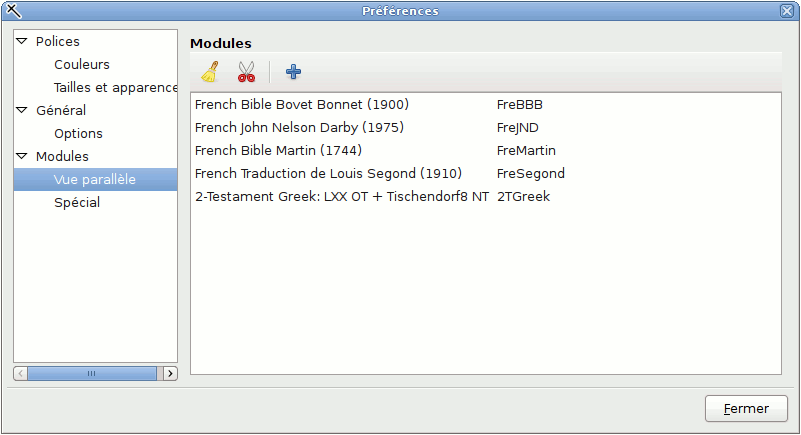 Préférences
Polices
Couleurs
Tailles et apparence
Général
Options
Modules
Vue parallèle
Spécial
Modules
French Bible Bovet Bonnet (1900) FreBBB
French John Nelson Darby (1975) FreJND
French Bible Martin (1744) FreMartin
French Traduction de Louis Segond (1910) FreSegond
2-Testament Greek: LXX OT + Tischendorf8 NT 2TGreek
Fermer